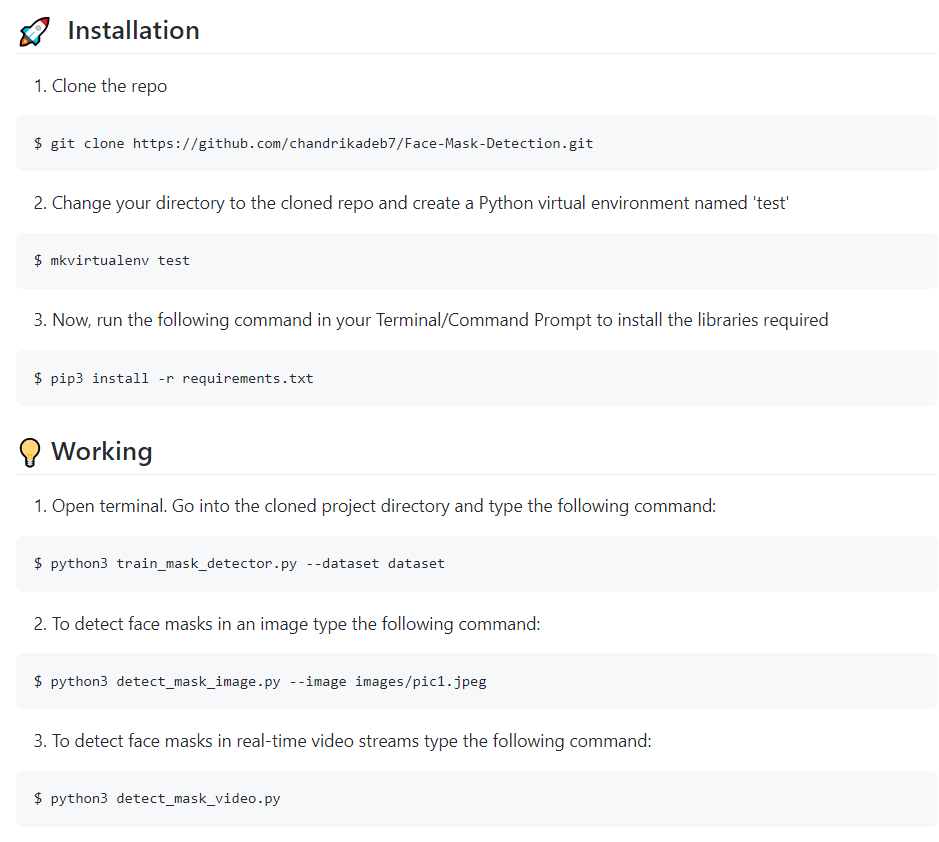 Installation
1. Clone the repo
$ git clone https://github.com/chandrikadeb7/Face-Mask-Detection.git
2. Change your directory to the cloned repo and create a Python virtual environment named 'test'
$ mkvirtualenv test
3. Now, run the following command in your Terminal/Command Prompt to install the libraries required
$ pip3 install -r requirements.txt
Working
1. Open terminal. Go into the cloned project directory and type the following command:
$ python3 train_mask_detector.py --dataset dataset
2. To detect face masks in an image type the following command:
$ python3 detect_mask_image.py --image images/pic1.jpeg
3. To detect face masks in real-time video streams type the following command:
$ python3 detect_mask_video.py